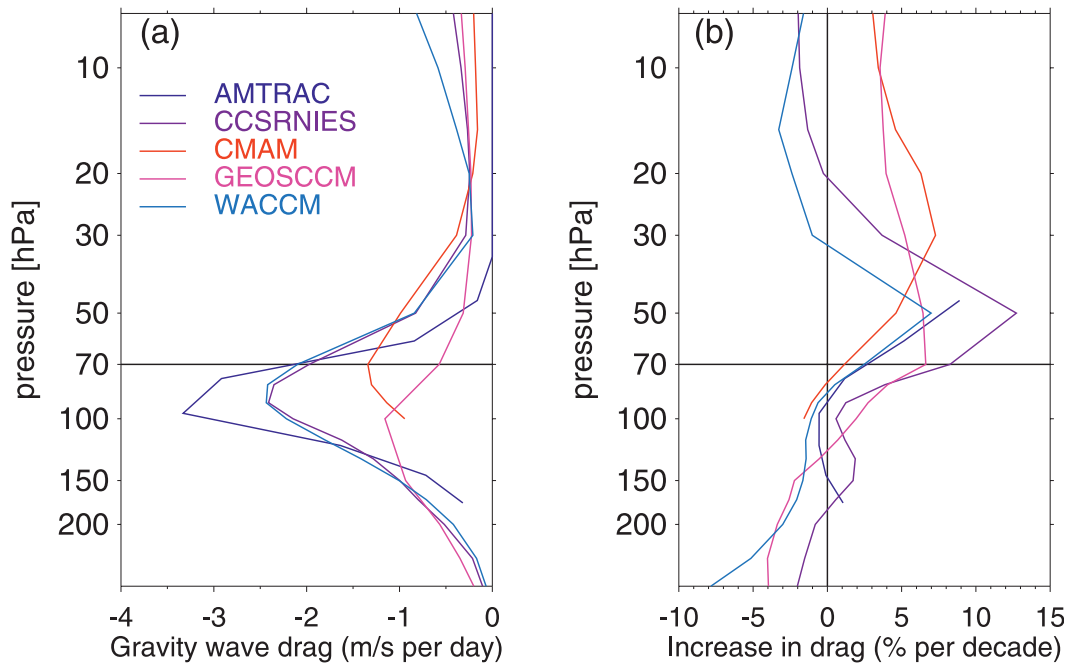 (a)
10
20
30
50
70
100
150
200
pressure [hPa]
AMTRAC
CCSRNIES
CMAM
GEOSCCM
WACCM
-4 -3 -2 -1 0
Gravity wave drag (m/s per day)
(b)
10
20
30
50
70
100
150
200
pressure [hPa]
-10 -5 0 5 10 15
Increase in drag (% per decade)